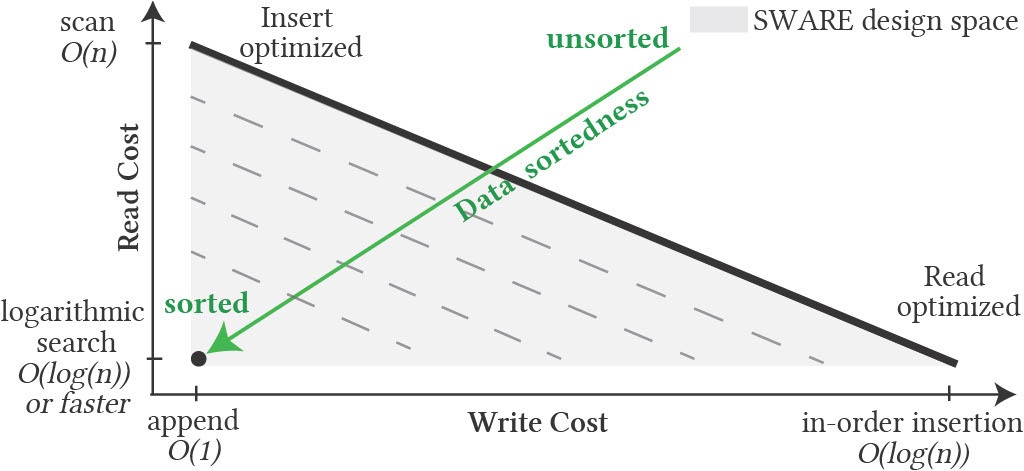 scan
O(n)
Insert
optimized
unsorted
SWARE design space
Data sortedness
Read Cost
sorted
Read
optimized
logarithmic
search
O(log(n))
or faster
append
O(1)
Write Cost
in-order insertion
O(log(n))